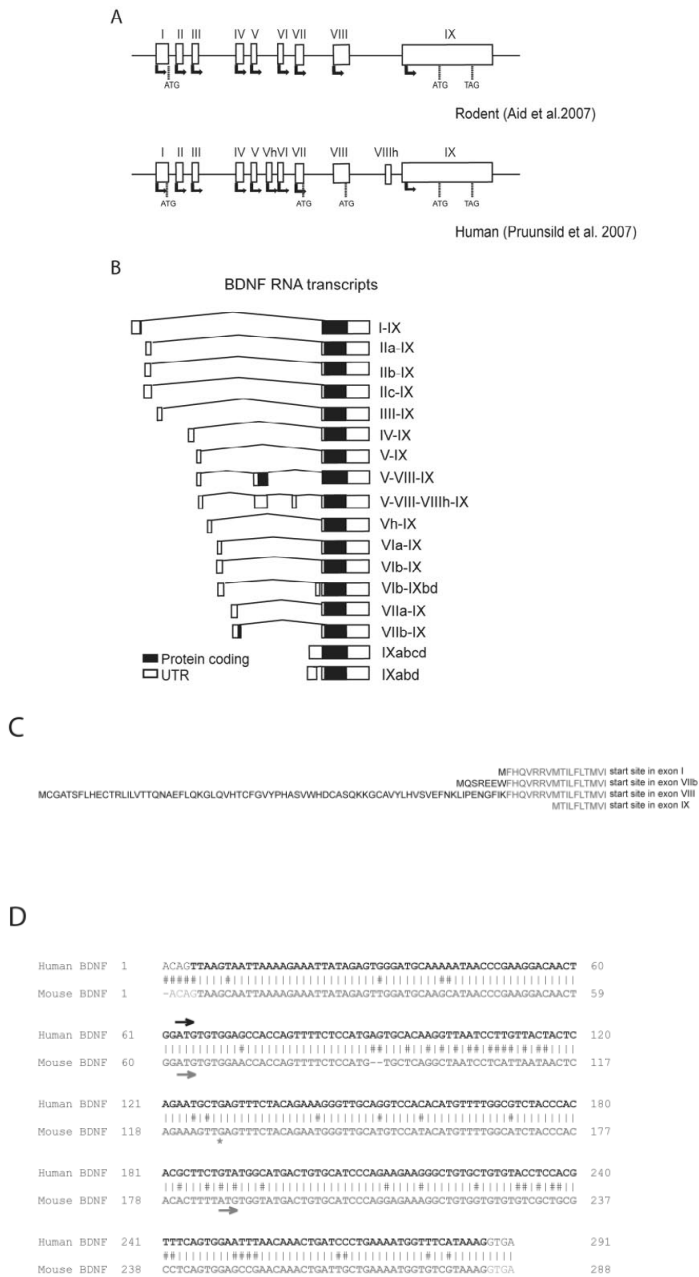 A
I II III IV V VI VII VIII IX
ATG ATG TAG
Rodent (Aid et al.2007)
I II III IV V Vh VI VII VIII VIIIh IX
ATG ATG ATG ATG TAG
Human (Pruunsild et al. 2007)
B
BDNF RNA transcripts
I-IX
IIa-IX
IIb-IX
IIc-IX
IIII-IX
IV-IX
V-IX
V-VIII-IX
V-VIII-VIIIh-IX
Vh-IX
VIa-IX
VIb-IX
VIb-IXbd
VIIa-IX
VIIb-IX
IXabcd
IXabd
Protein coding
UTR
C
MFHQVRRVMTILFLTMVI start site in exon I
MQSREEWFHQVRRVMTILFLTMVI start site in exon VIIb
MCGATSFLHECTRLILVTTQNAEFLQKGLQVHTCFGVYPHASVWHDCASQKKGCAVYLHVSVEFNKLIPENGFIKFHQVRRVMTILFLTMVI start site in exon VIII
MTILFLTMVI start site in exon IX
D
Human BDNF 1 ACAGTTAAGTAATTAAAAGAAATTATAGAGTGGGATGCAAAAATAACCCGAAGGACAACT 60
Mouse BDNF 1 -ACAGTAAGCAATTAAAAGAAATTATAGAGTTGGATGCAAGCATAACCCGAAGGACAACT 59
Human BDNF 61 GGATGTGTGGAGCCACCAGTTTTCTCCATGAGTGCACAAGGTTAATCCTTGTTACTACTC 120
Mouse BDNF 60 GGATGTGTGGAACCACCAGTTTTCTCCATG--TGCTCAGGCTAATCCTCATTAATAACTC 117
Human BDNF 121 AGAATGCTGAGTTTCTACAGAAAGGGTTGCAGGTCCACACATGTTTTGGCGTCTACCCAC 180
Mouse BDNF 118 AGAAAGTTGAGTTTCTACAGAATGGGTTGCATGTCCATACATGTTTTGGCATCTACCCAC 177
*
Human BDNF 181 ACGCTTCTGTATGGCATGACTGTGCATCCCAGAAGAAGGGCTGTGCTGTGTACCTCCACG 240
Mouse BDNF 178 ACACTTTTATGTGGTATGACTGTGCATCCCAGGAGAAAGGCTGTGGTGTGTCGCTGCG 237
Human BDNF 241 TTTCAGTGGAATTTAACAAACTGATCCCTGAAAATGGTTTCATAAAGGTGA 291
Mouse BDNF 238 CCTCAGTGGAGCCGAACAAACTGATTGCTGAAAATGGTGTCGTAAAGGTGA 288